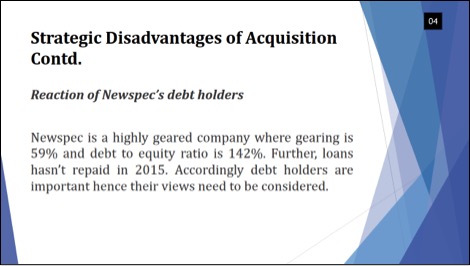 04
Strategic Disadvantages of Acquisition
Contd.
Reaction of Newspec's debt holders
Newspec is a highly geared company where gearing is
59% and debt to equity ratio is 142%. Further, loans
hasn't repaid in 2015. Accordingly debt holders are
important hence their views need to be considered.